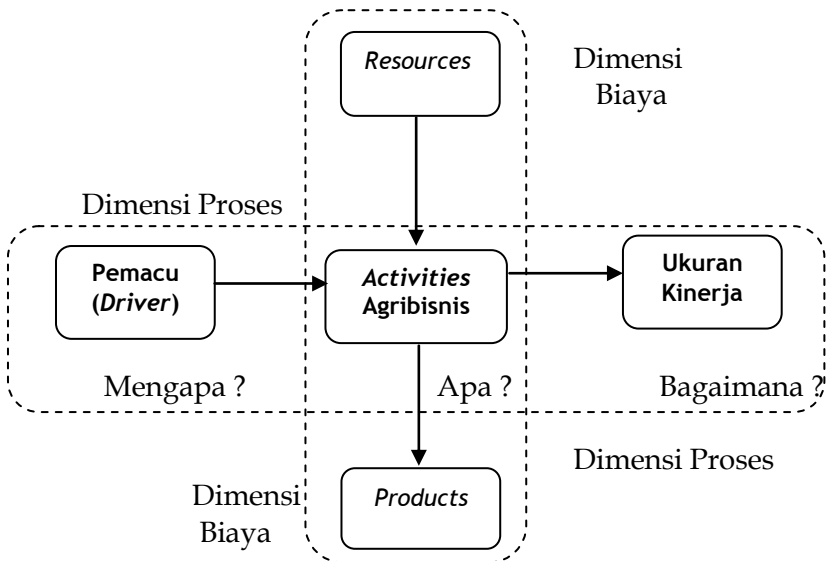 Resources
Dimensi
Biaya
Dimensi Proses
Pemacu
(Driver)
Activities
Agribisnis
Ukuran
Kinerja
Mengapa ?
Apa ?
Bagaimana ?
Dimensi Proses
Dimensi
Biaya
Products